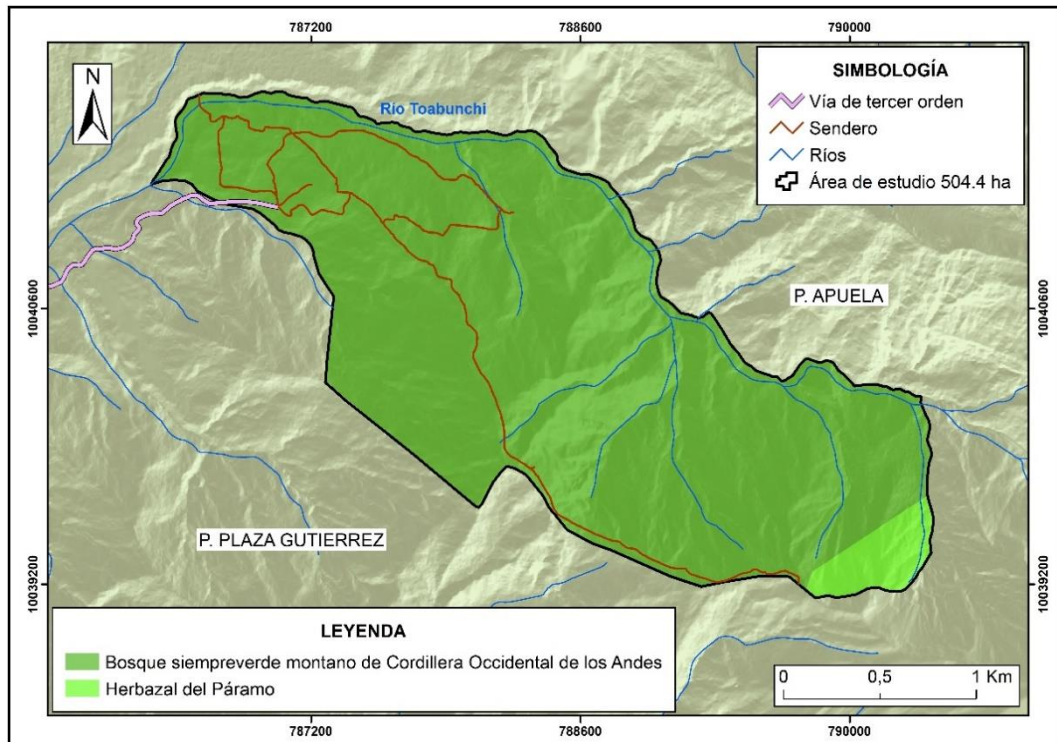 787200
788600
790000
N
Río Toabunchi
SIMBOLOGÍA
Vía de tercer orden
Sendero
Ríos
Área de estudio 504.4 ha
10040600
P. APUELA
10040600
P. PLAZA GUTIERREZ
10039200
10039200
LEYENDA
Bosque siempreverde montano de Cordillera Occidental de los Andes
Herbazal del Páramo
0 0,5 1 Km
787200
788600
790000